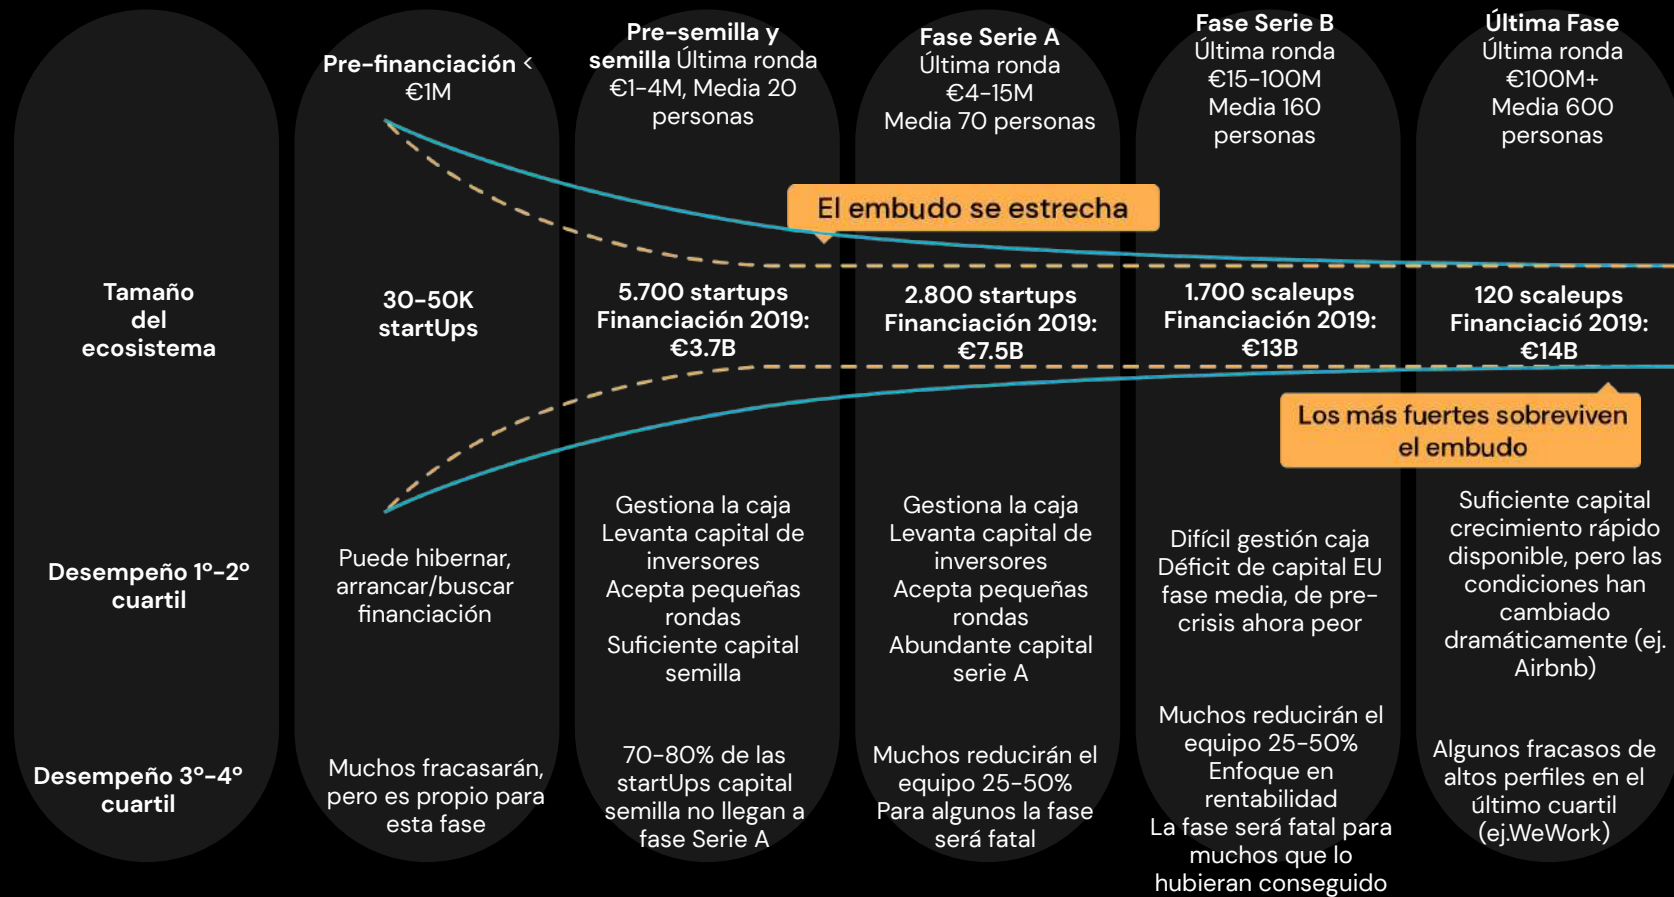 Pre-financiación <
€1M
Pre-semilla y
semilla Última ronda
€1-4M, Media 20
personas
Fase Serie A
Última ronda
€4-15M
Media 70 personas
Fase Serie B
Última ronda
€15-100M
Media 160
personas
Última Fase
Última ronda
€100M+
Media 600
personas
El embudo se estrecha
Tamaño
del
ecosistema
30-50K
startUps
5.700 startups
Financiación 2019:
€3.7B
2.800 startups
Financiación 2019:
€7.5B
1.700 scaleups
Financiación 2019:
€13B
120 scaleups
Financiació 2019:
€14B
Los más fuertes sobreviven
el embudo
Desempeño 1º-2º
cuartil
Puede hibernar,
arrancar/buscar
financiación
Gestiona la caja
Levanta capital de
inversores
Acepta pequeñas
rondas
Suficiente capital
semilla
Gestiona la caja
Levanta capital de
inversores
Acepta pequeñas
rondas
Abundante capital
serie A
Difícil gestión caja
Déficit de capital EU
fase media, de pre-
crisis ahora peor
Suficiente capital
crecimiento rápido
disponible, pero las
condiciones han
cambiado
dramáticamente (ej.
Airbnb)
Desempeño 3º-4º
cuartil
Muchos fracasarán,
pero es propio para
esta fase
70-80% de las
startUps capital
semilla no llegan a
fase Serie A
Muchos reducirán el
equipo 25-50%
Para algunos la fase
será fatal
Muchos reducirán el
equipo 25-50%
Enfoque en
rentabilidad
La fase será fatal para
muchos que lo
hubieran conseguido
Algunos fracasos de
altos perfiles en el
último cuartil
(ej.WeWork)